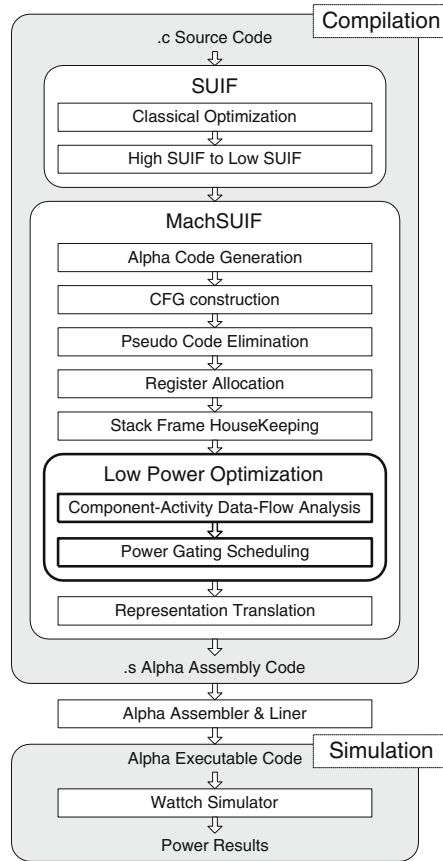 Compilation
.c Source Code
SUIF
Classical Optimization
High SUIF to Low SUIF
MachSUIF
Alpha Code Generation
CFG construction
Pseudo Code Elimination
Register Allocation
Stack Frame HouseKeeping
Low Power Optimization
Component-Activity Data-Flow Analysis
Power Gating Scheduling
Representation Translation
.s Alpha Assembly Code
Alpha Assembler & Liner
Simulation
Alpha Executable Code
Wattch Simulator
Power Results